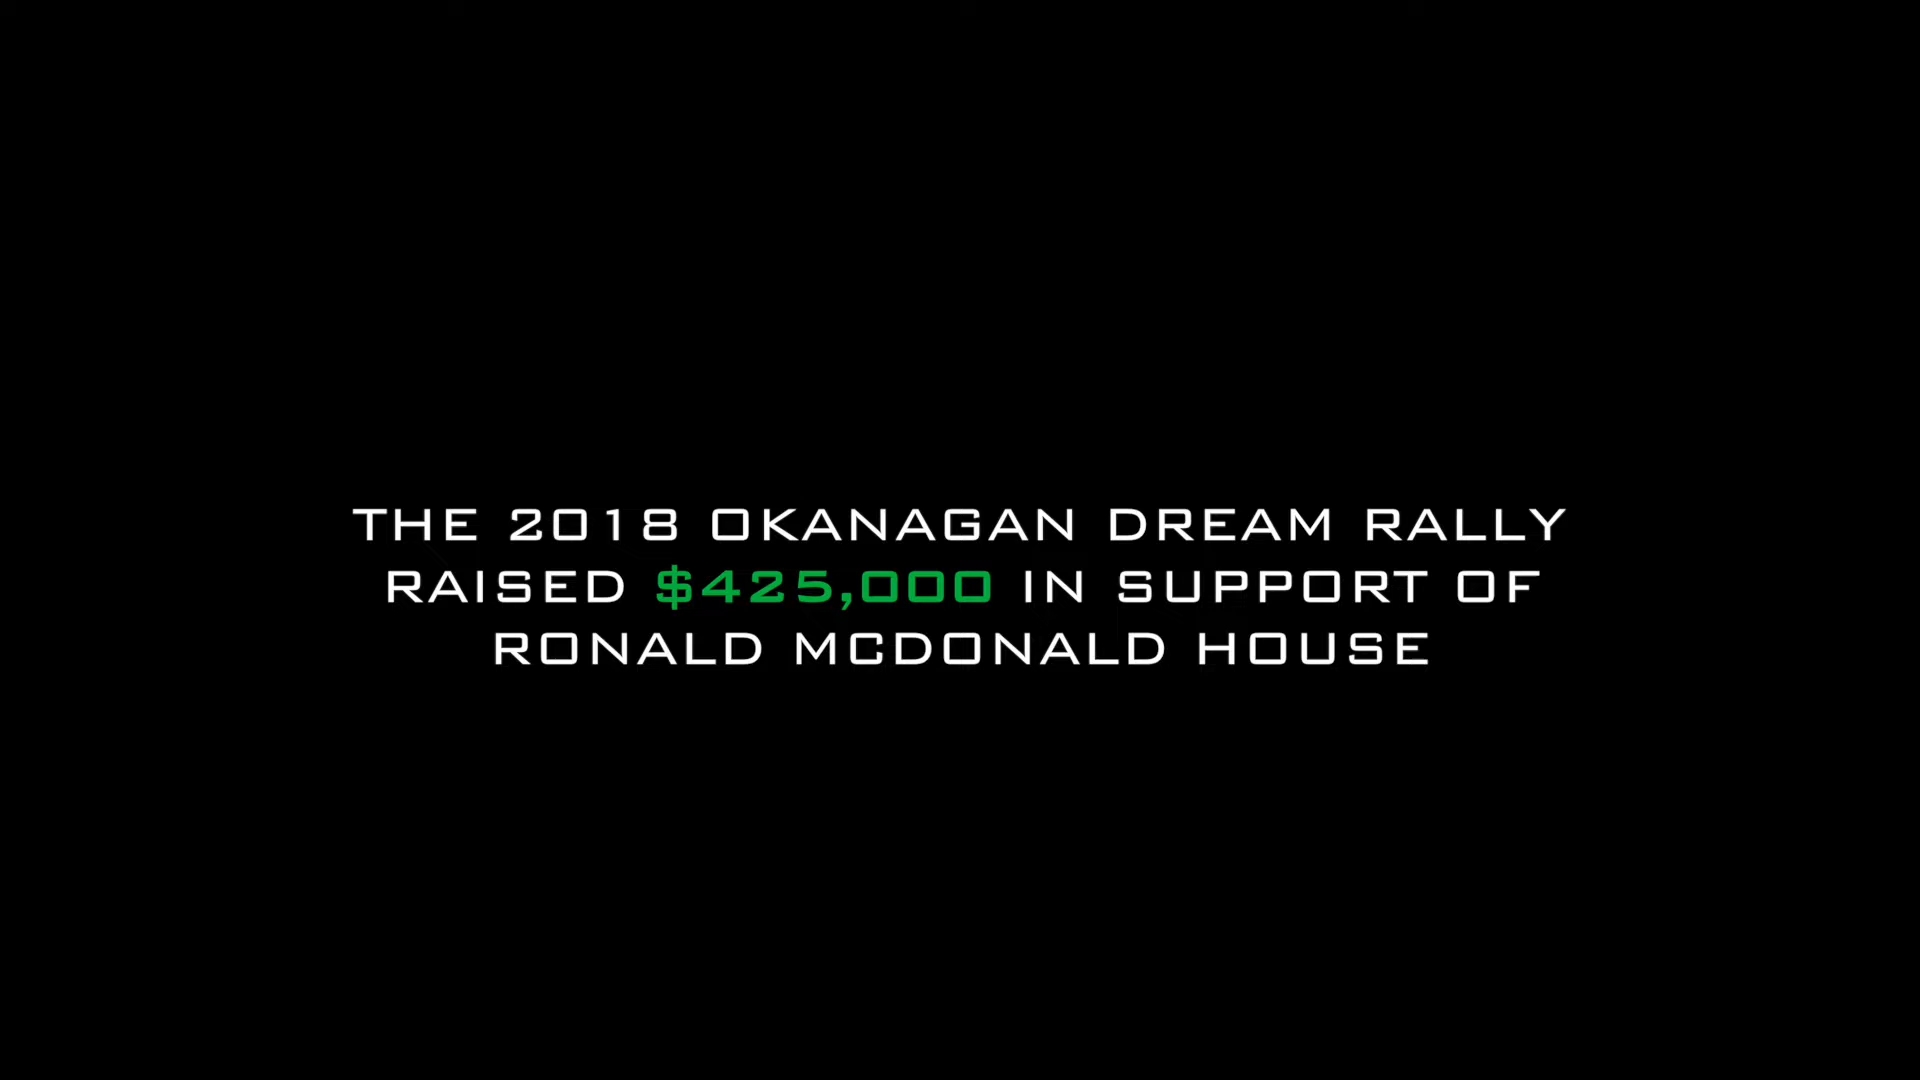 THE 2018 OKANAGAN DREAM RALLY
RAISED $425,000 IN SUPPORT OF
RONALD MCDONALD HOUSE